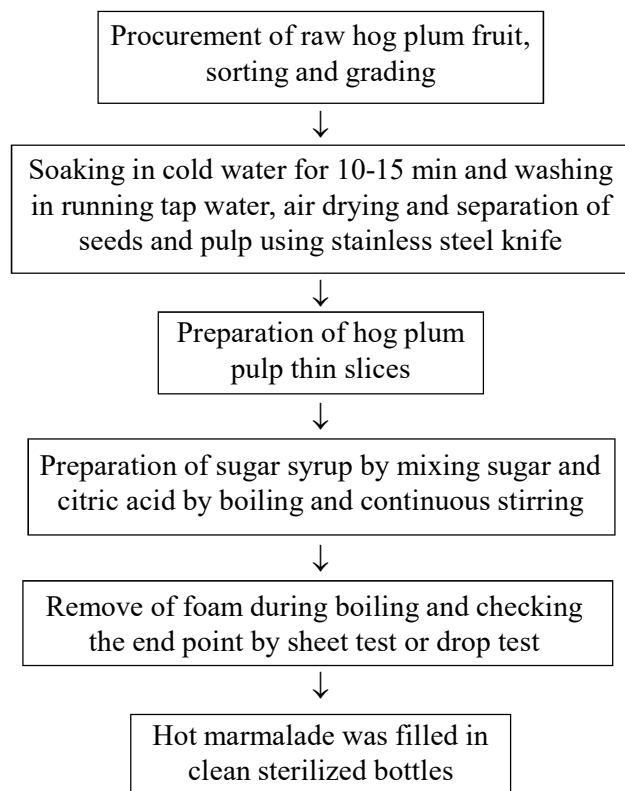 Procurement of raw hog plum fruit,
sorting and grading
↓
Soaking in cold water for 10-15 min and washing
in running tap water, air drying and separation of
seeds and pulp using stainless steel knife
↓
Preparation of hog plum
pulp thin slices
↓
Preparation of sugar syrup by mixing sugar and
citric acid by boiling and continuous stirring
↓
Remove of foam during boiling and checking
the end point by sheet test or drop test
↓
Hot marmalade was filled in
clean sterilized bottles